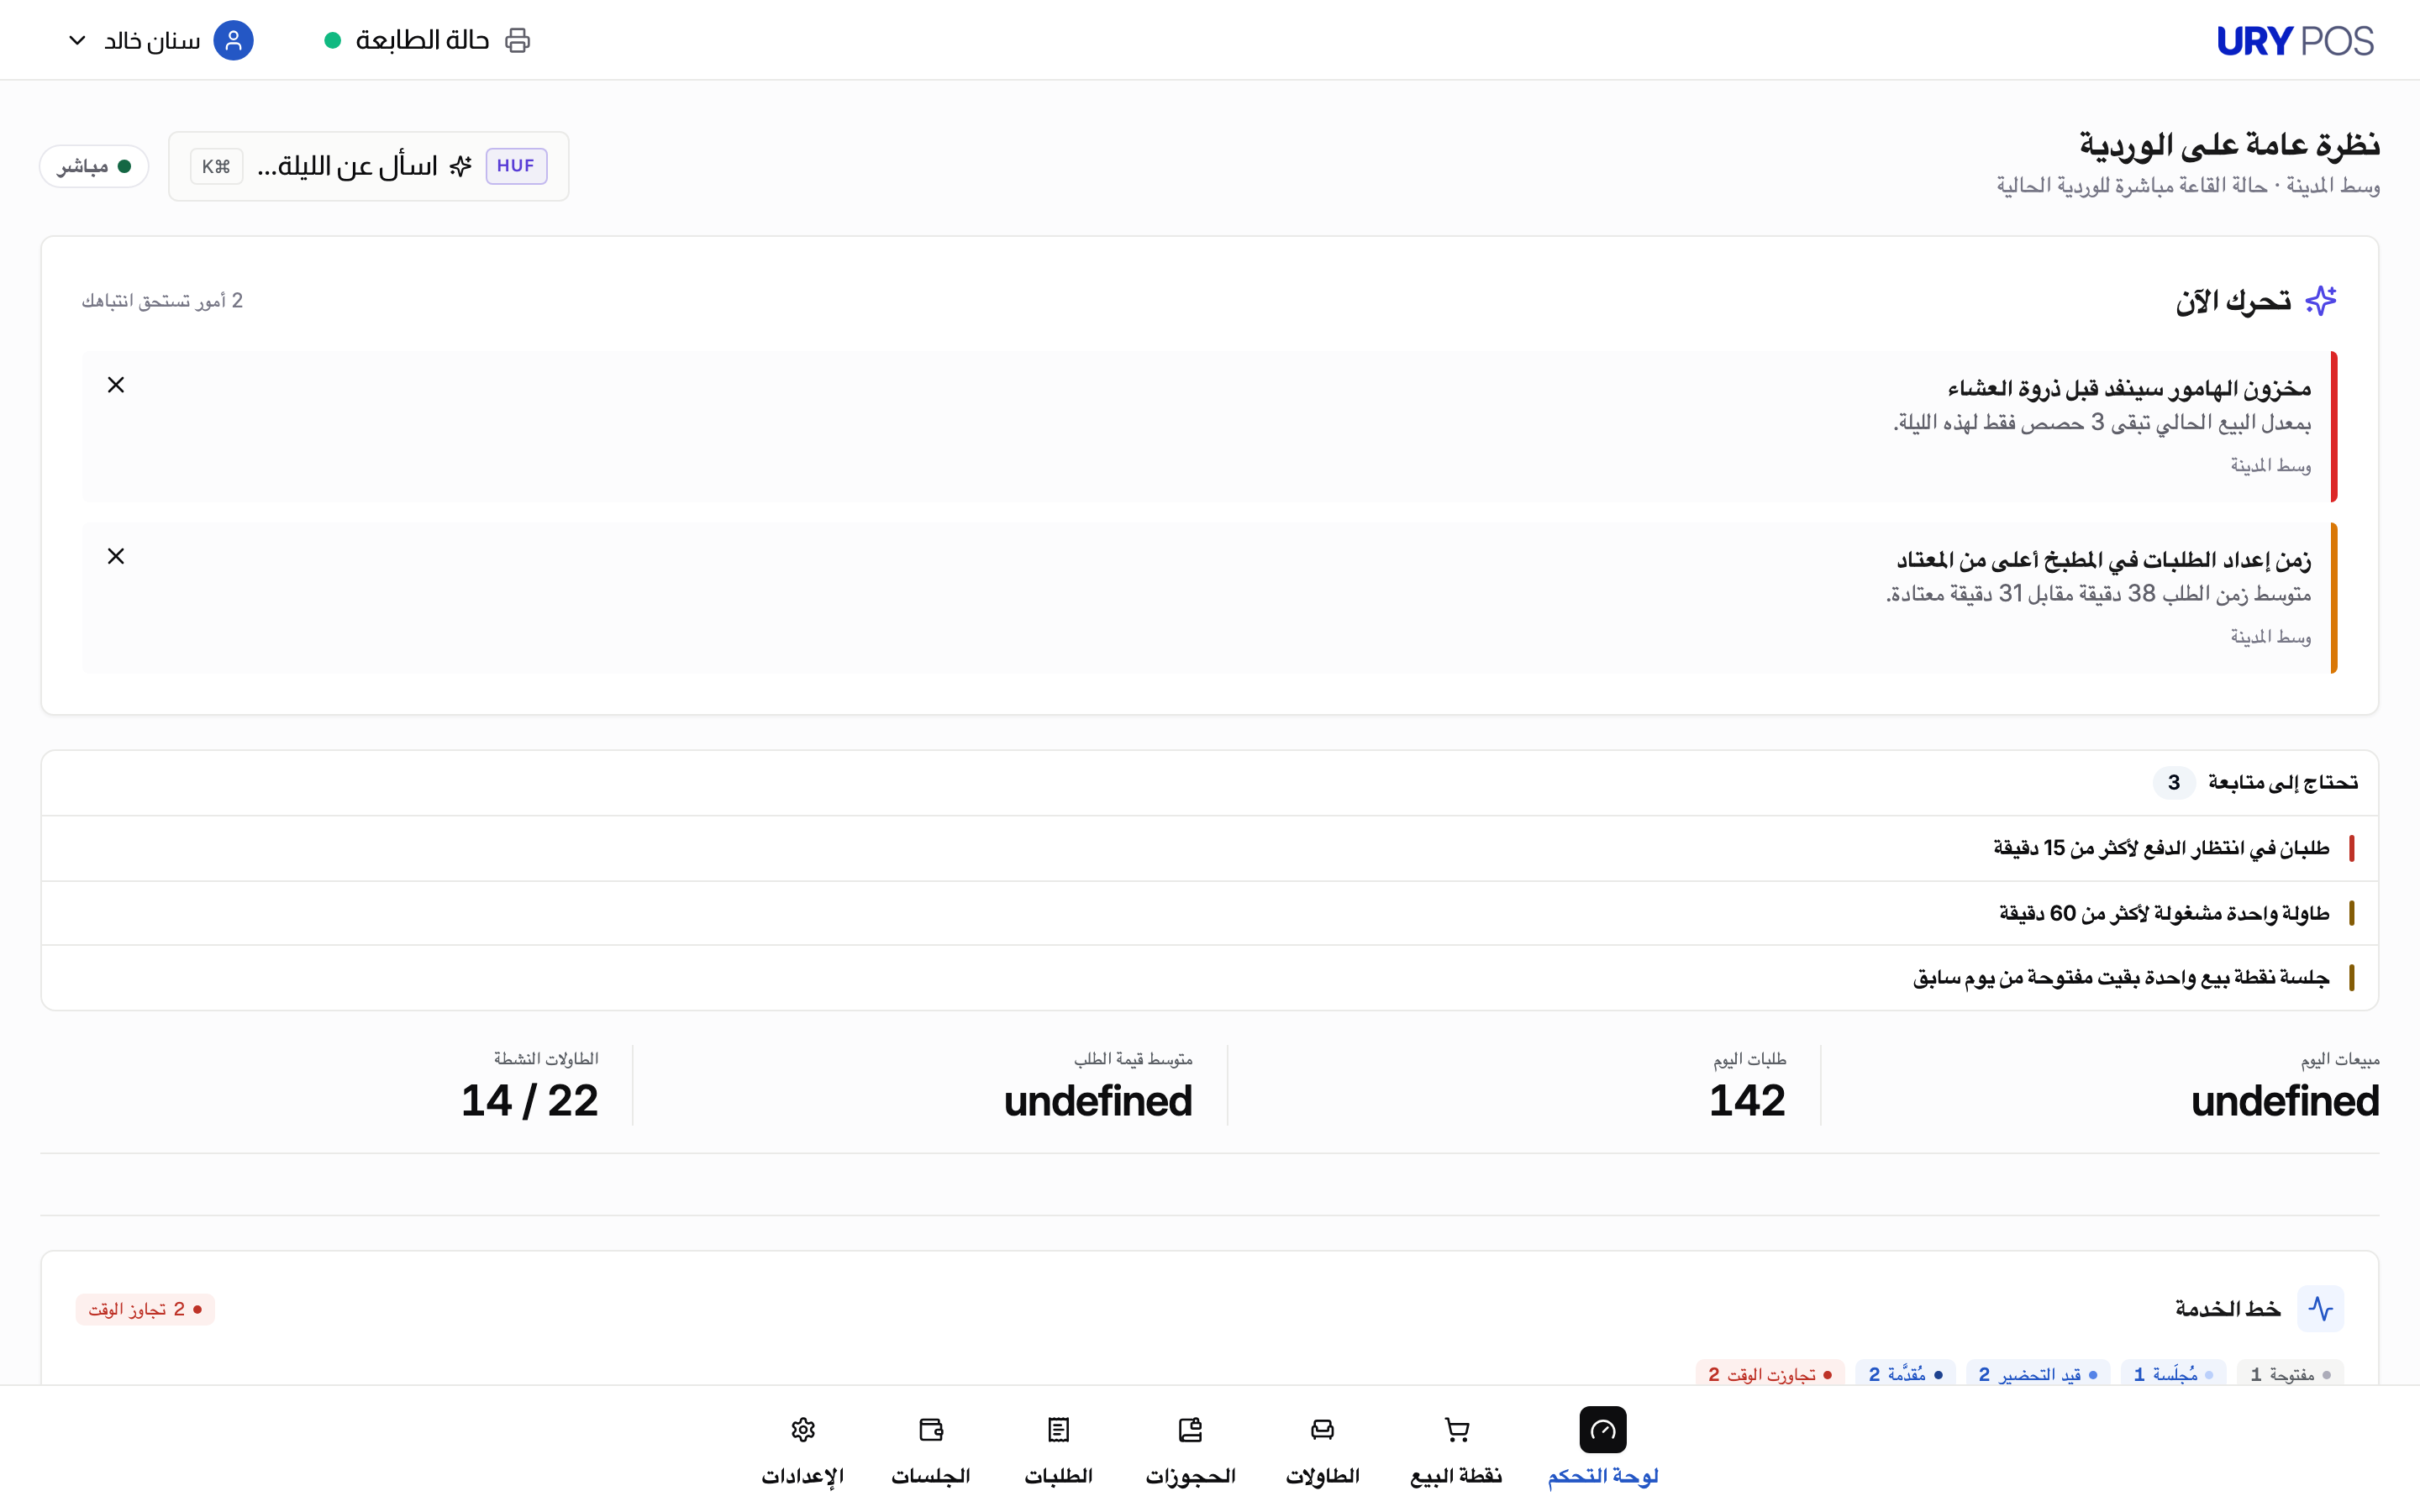 URY POS
حالة الطابعة
سنان خالد
نظرة عامة على الوردية
وسط المدينة · حالة القاعة مباشرة للوردية الحالية
HUF
اسأل عن الليلة...
⌘K
مباشر
تحرك الآن
2 أمور تستحق انتباهك
مخزون الهامور سينفد قبل ذروة العشاء
بمعدل البيع الحالي تبقى 3 حصص فقط لهذه الليلة.
وسط المدينة
زمن إعداد الطلبات في المطبخ أعلى من المعتاد
متوسط زمن الطلب 38 دقيقة مقابل 31 دقيقة معتادة.
وسط المدينة
تحتاج إلى متابعة 3
طلبان في انتظار الدفع لأكثر من 15 دقيقة
طاولة واحدة مشغولة لأكثر من 60 دقيقة
جلسة نقطة بيع واحدة بقيت مفتوحة من يوم سابق
مبيعات اليوم
undefined
طلبات اليوم
142
متوسط قيمة الطلب
undefined
الطاولات النشطة
14 / 22
خط الخدمة
2 تجاوز الوقت
مفتوحة 1
مُجلَسة 1
قيد التحضير 2
مُقدَّمة 2
تجاوزت الوقت 2
لوحة التحكم
نقطة البيع
الطاولات
الحجوزات
الطلبات
الجلسات
الإعدادات